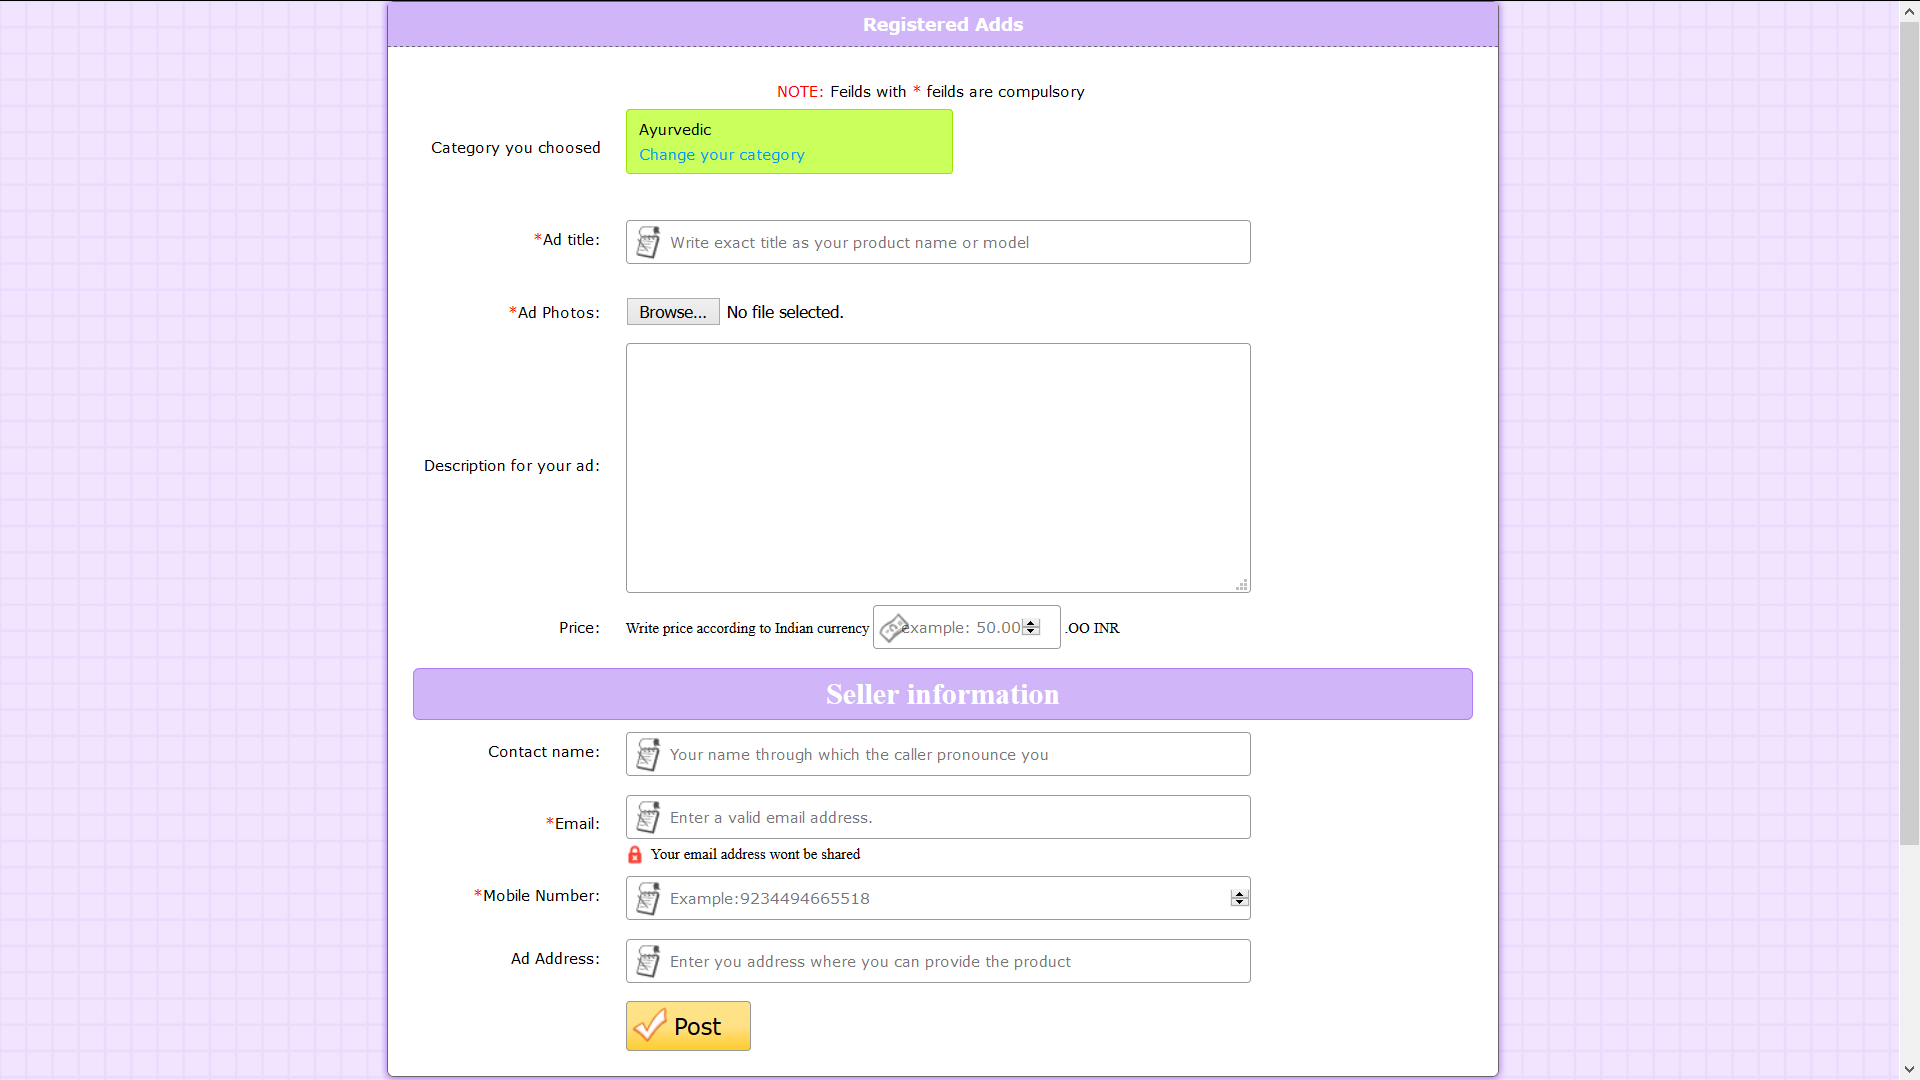 Registered Adds
NOTE: Feilds with * feilds are compulsory
Category you choosed
Ayurvedic
Change your category
*Ad title:
Write exact title as your product name or model
*Ad Photos:
Browse... No file selected.
Description for your ad:
Price:
Write price according to Indian currency
example: 50.00
.OO INR
Seller information
Contact name:
Your name through which the caller pronounce you
*Email:
Enter a valid email address.
Your email address wont be shared
*Mobile Number:
Example:9234494665518
Ad Address:
Enter you address where you can provide the product
Post